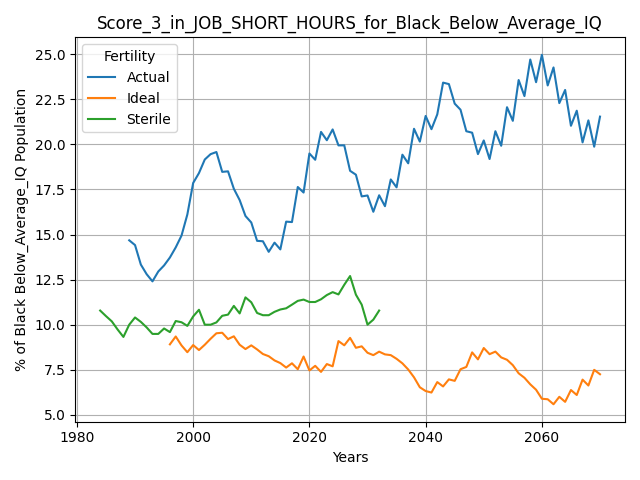 Score_3_in_JOB_SHORT_HOURS_for_Black_Below_Average_IQ
Fertility
Actual
Ideal
Sterile
% of Black Below_Average_IQ Population
25.0
22.5
20.0
17.5
15.0
12.5
10.0
7.5
5.0
1980
2000
2020
2040
2060
Years